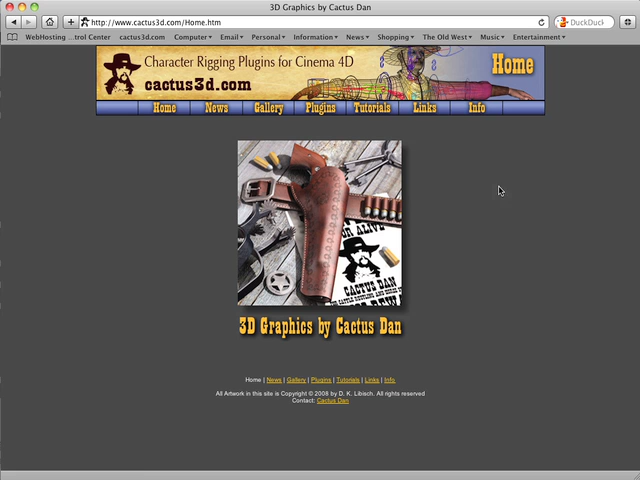 3D Graphics by Cactus Dan
http://www.cactus3d.com/Home.htm
DuckDuck
WebHosting ...trol Center cactus3d.com Computer Email Personal Information News Shopping The Old West Music Entertainment
Character Rigging Plugins for Cinema 4D
cactus3d.com
Home
Home News Gallery Plugins Tutorials Links Info
OR ALIVE
CACTUS DAN
3D Graphics by Cactus Dan
Home | News | Gallery | Plugins | Tutorials | Links | Info
All Artwork in this site is Copyright © 2008 by D. K. Libisch. All rights reserved
Contact: Cactus Dan